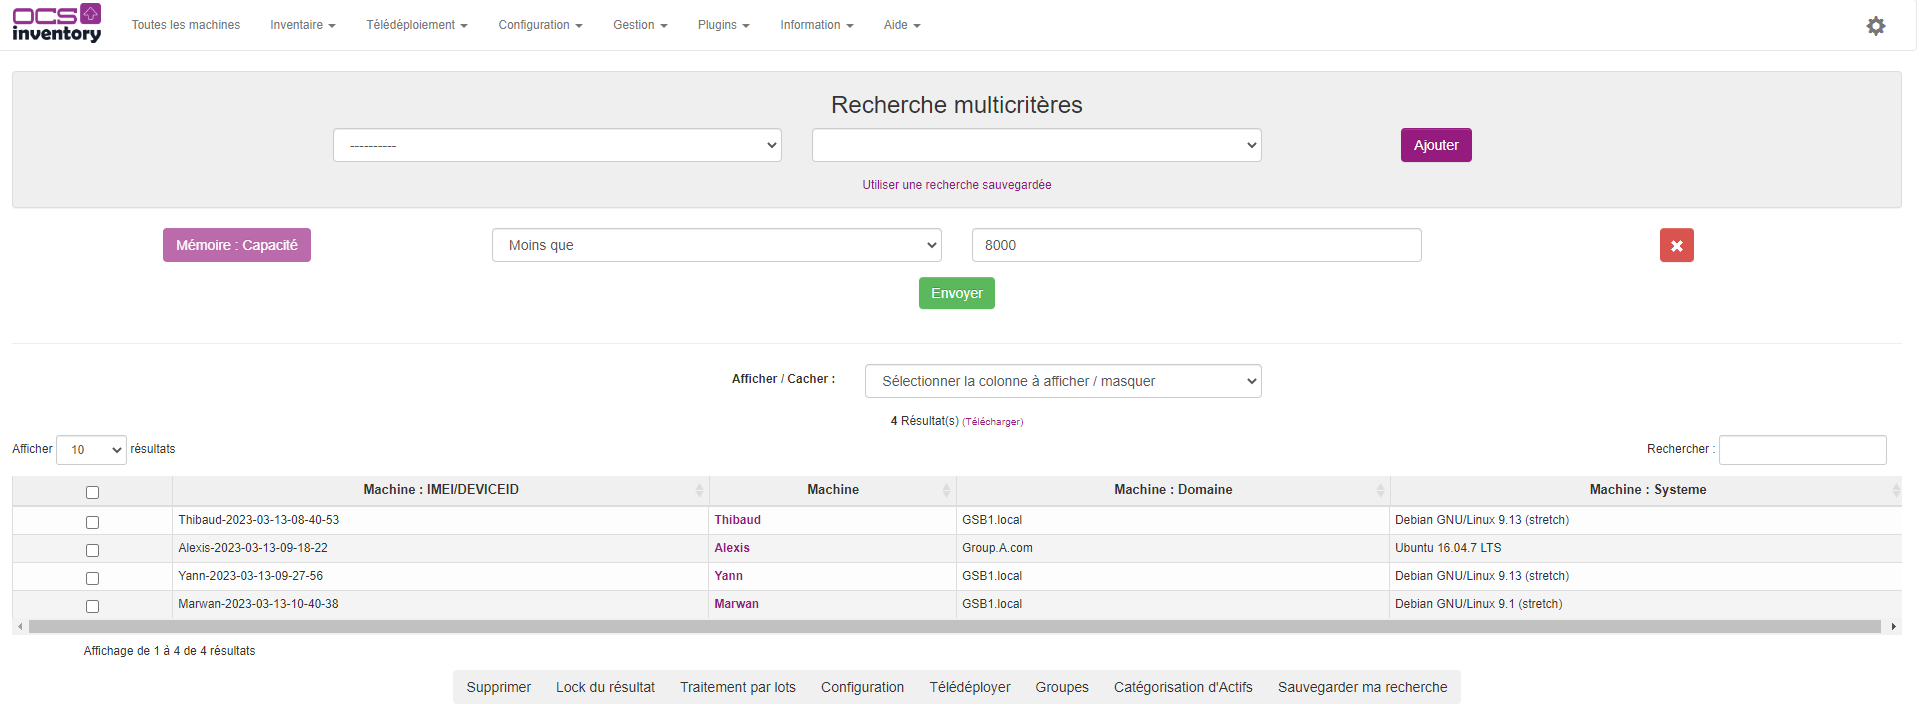 OCS
inventory
Toutes les machines Inventaire Télédéploiement Configuration Gestion Plugins Information Aide
Recherche multicritères
---------- Ajouter
Utiliser une recherche sauvegardée
Mémoire : Capacité Moins que 8000
Envoyer
Afficher / Cacher : Sélectionner la colonne à afficher / masquer
4 Résultat(s) (Télécharger)
Afficher 10 résultats Rechercher :
Machine : IMEI/DEVICEID Machine Machine : Domaine Machine : Systeme
Thibaud-2023-03-13-08-40-53 Thibaud GSB1.local Debian GNU/Linux 9.13 (stretch)
Alexis-2023-03-13-09-18-22 Alexis Group.A.com Ubuntu 16.04.7 LTS
Yann-2023-03-13-09-27-56 Yann GSB1.local Debian GNU/Linux 9.13 (stretch)
Marwan-2023-03-13-10-40-38 Marwan GSB1.local Debian GNU/Linux 9.1 (stretch)
Affichage de 1 à 4 de 4 résultats
Supprimer Lock du résultat Traitement par lots Configuration Télédéployer Groupes Catégorisation d'Actifs Sauvegarder ma recherche